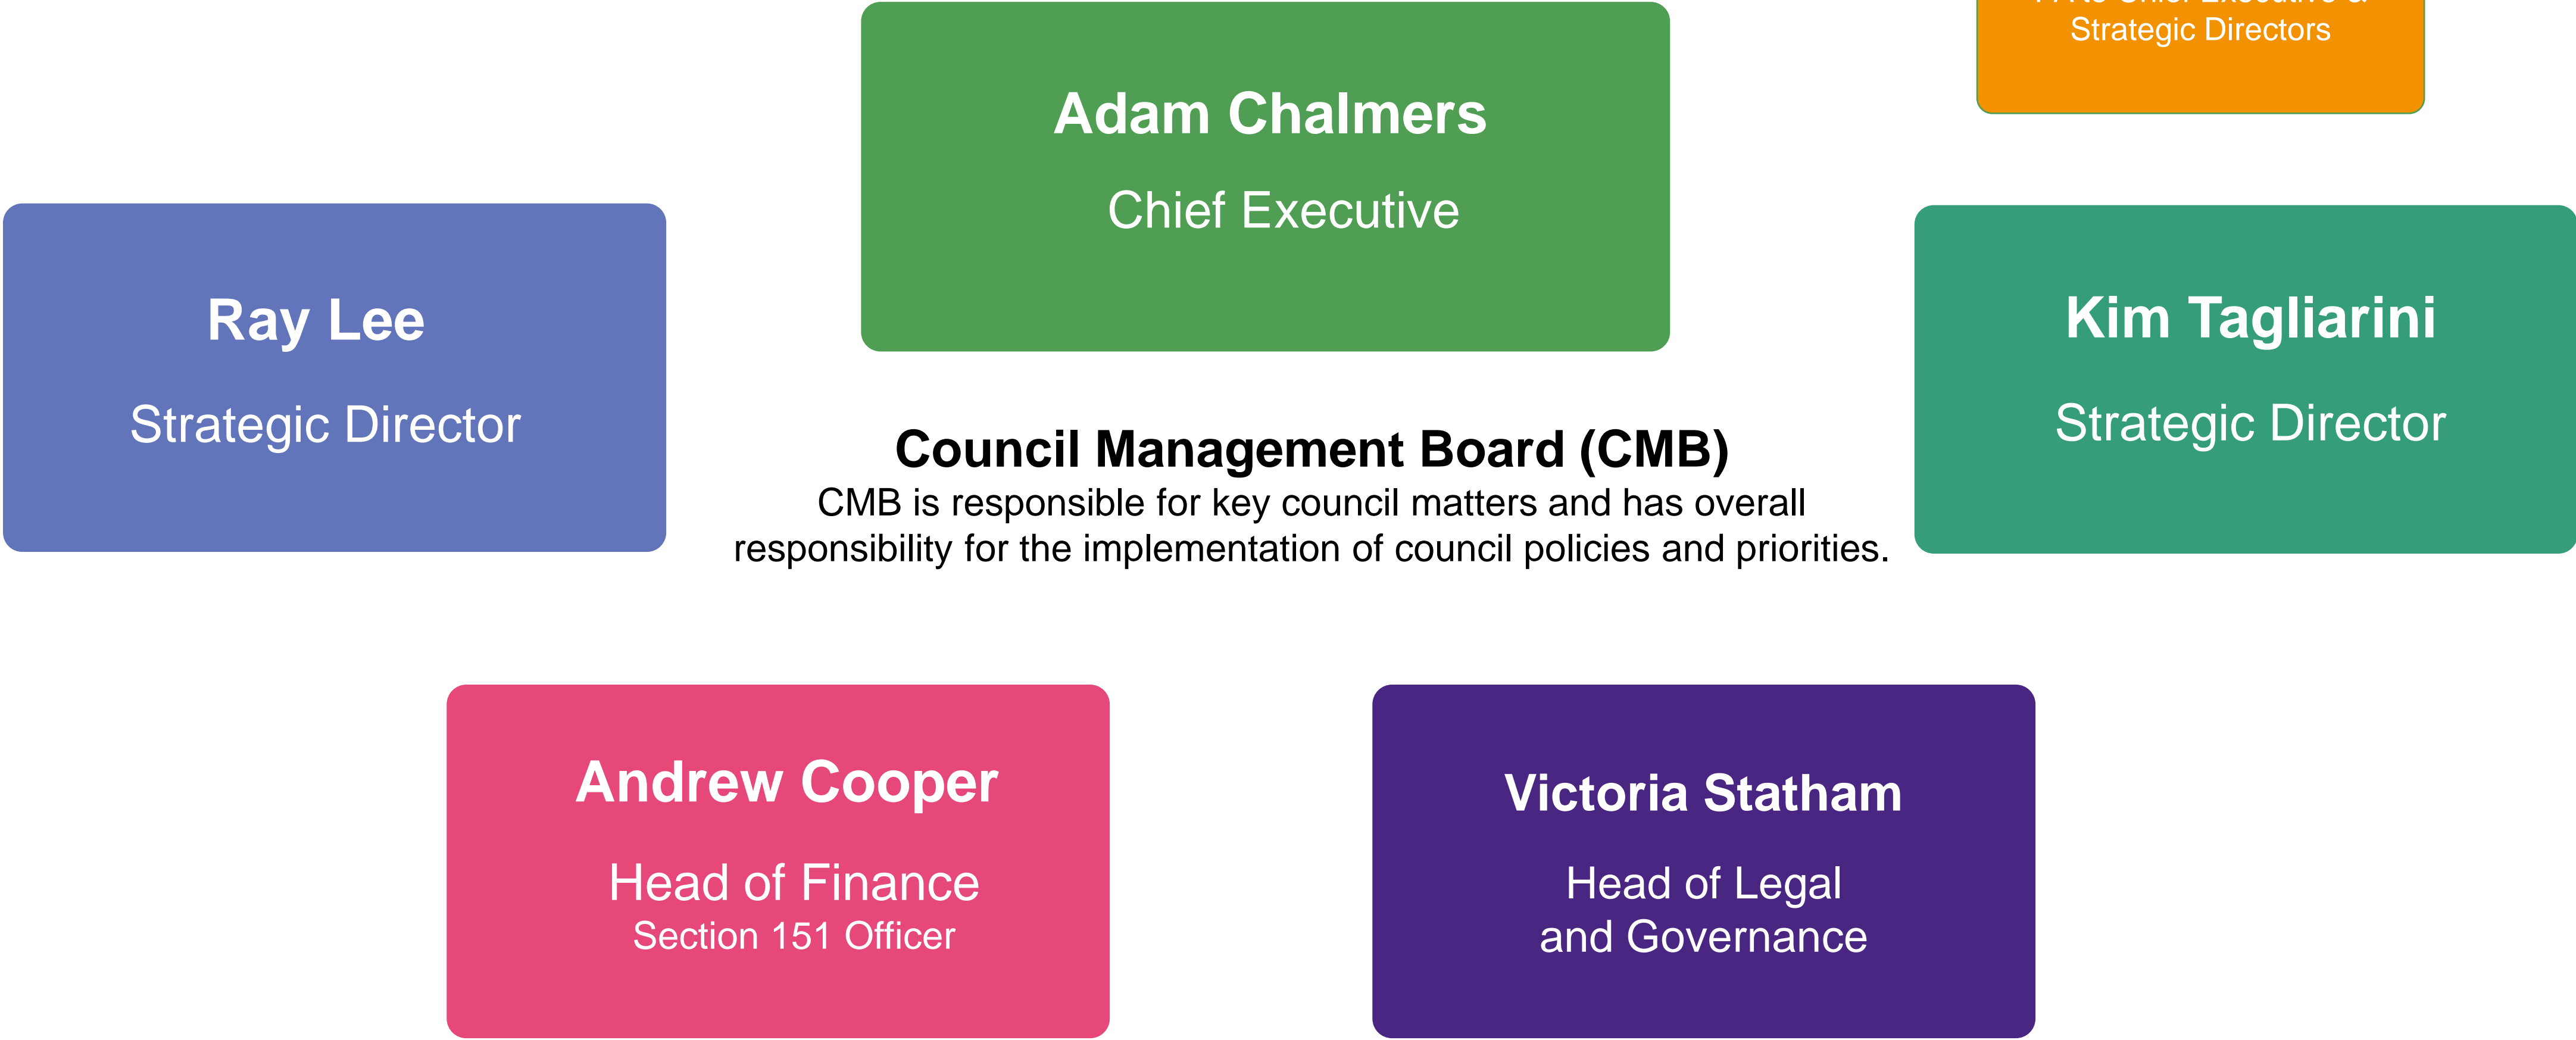 Strategic Directors
Adam Chalmers
Chief Executive
Ray Lee
Strategic Director
Kim Tagliarini
Strategic Director
Council Management Board (CMB)
CMB is responsible for key council matters and has overall
responsibility for the implementation of council policies and priorities.
Andrew Cooper
Head of Finance
Section 151 Officer
Victoria Statham
Head of Legal
and Governance